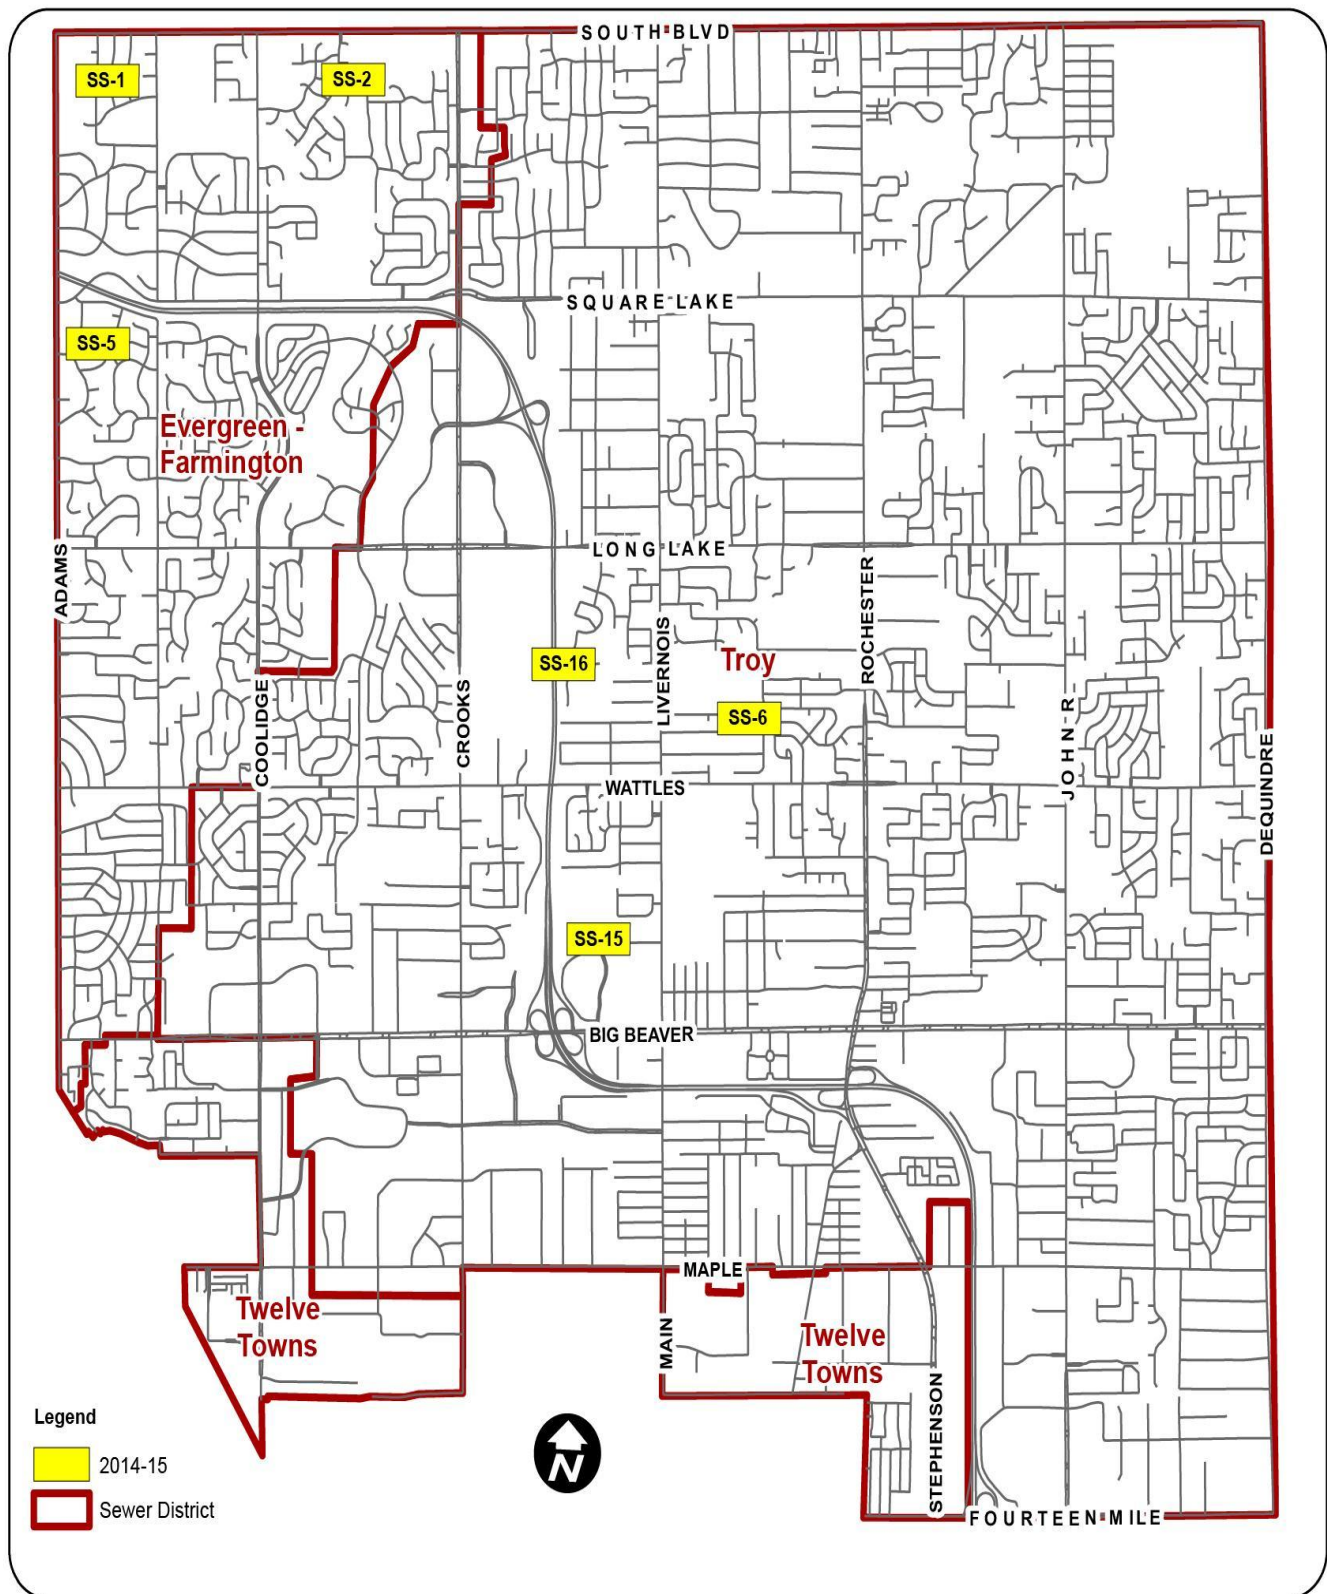 SOUTH BLVD
SS-1
SS-2
SQUARE LAKE
SS-5
Evergreen -
Farmington
LONG LAKE
ADAMS
ROCHESTER
LIVERNOIS
SS-16
Troy
COOLIDGE
CROOKS
SS-6
JOHN-R
DEQUINDRE
WATTLES
SS-15
BIG BEAVER
MAPLE
Twelve
Towns
MAIN
Twelve
Towns
STEPHENSON
Legend
2014-15
Sewer District
N
FOURTEEN MILE